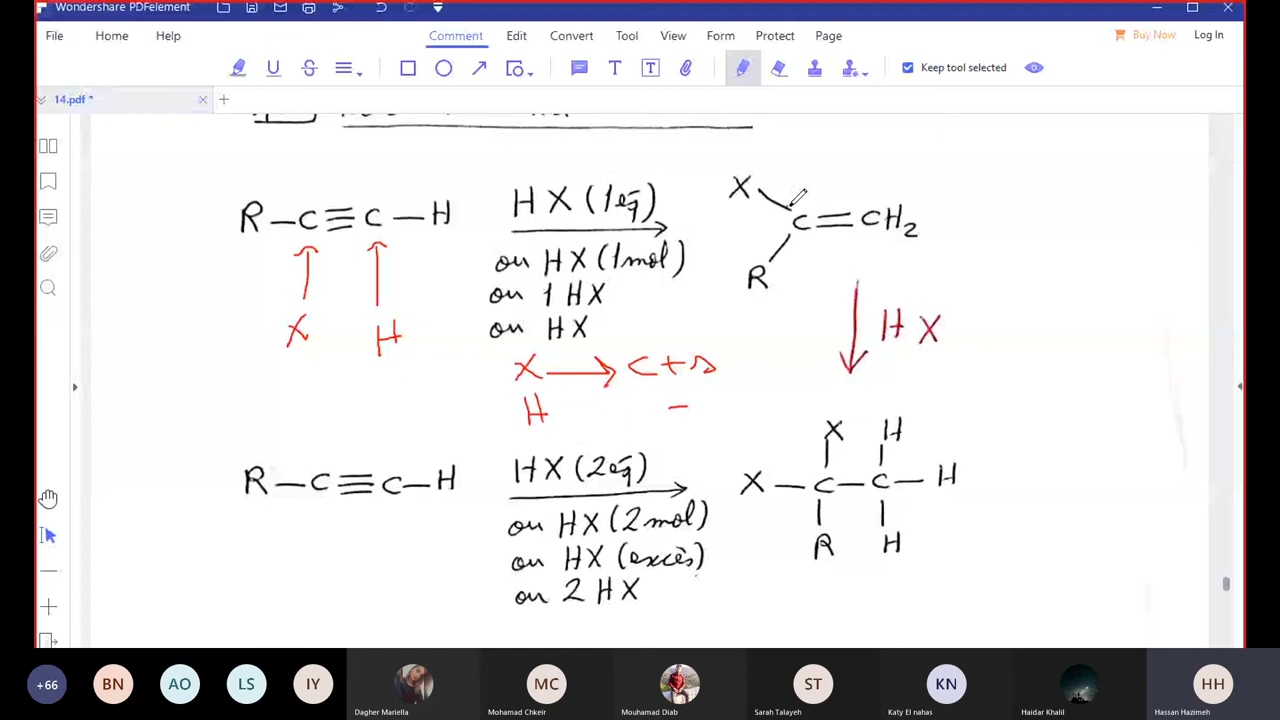 Wondershare PDFelement
File Home Help Comment Edit Convert Tool View Form Protect Page Buy Now Log In
Keep tool selected
14.pdf *
R—C≡C—H
HX (1éq)
ou HX (1mol)
ou 1 HX
ou HX
X
C=CH2
R
X H
HX
X → C + s
H −
R—C≡C—H
HX (2éq)
ou HX (2mol)
ou HX (excès)
ou 2 HX
X H
X—C—C—H
R H
+66 BN AO LS IY MC ST KN HH
Dagher Mariella Mohamad Chkeir Mouhamad Diab Sarah Talayeh Katy El nahas Haidar Khalil Hassan Hazimeh